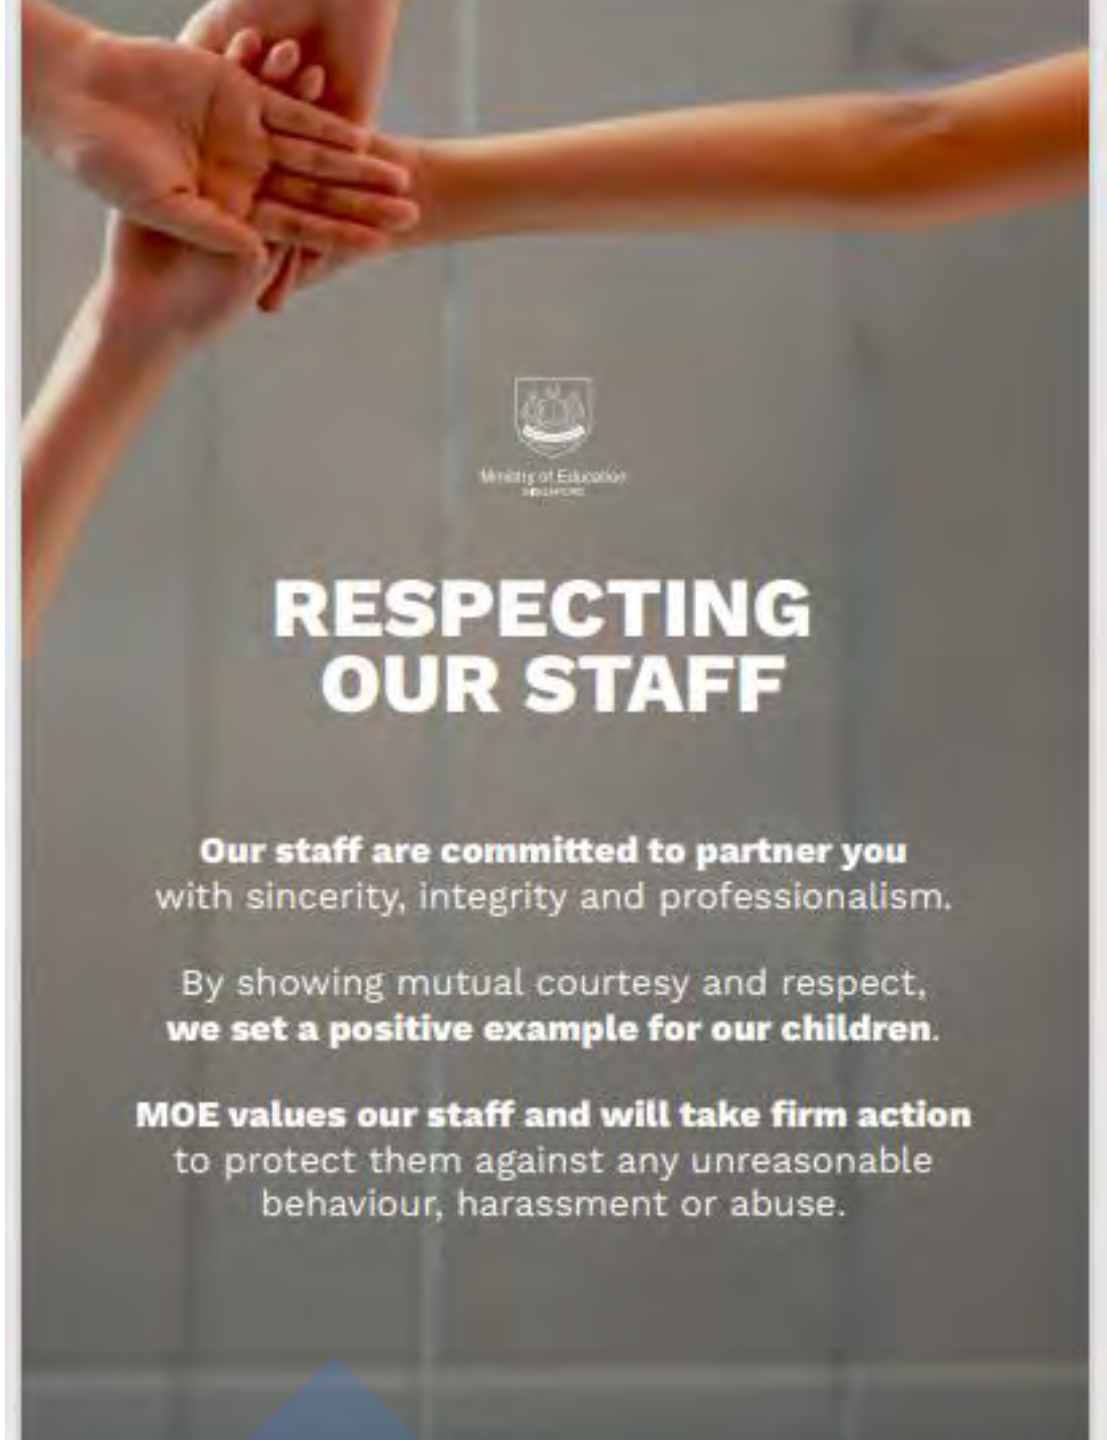 Ministry of Education
SINGAPORE
RESPECTING
OUR STAFF
Our staff are committed to partner you
with sincerity, integrity and professionalism.
By showing mutual courtesy and respect,
we set a positive example for our children.
MOE values our staff and will take firm action
to protect them against any unreasonable
behaviour, harassment or abuse.